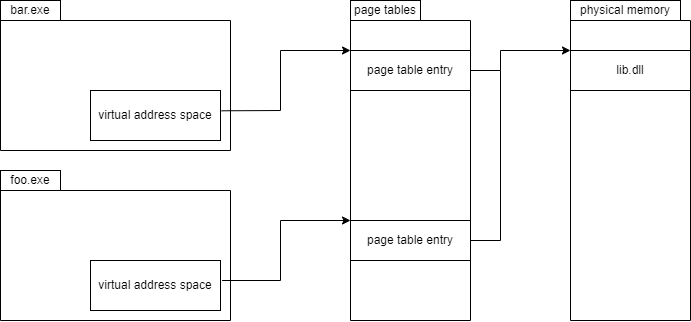 bar.exe
page tables
physical memory
page table entry
lib.dll
virtual address space
foo.exe
page table entry
virtual address space